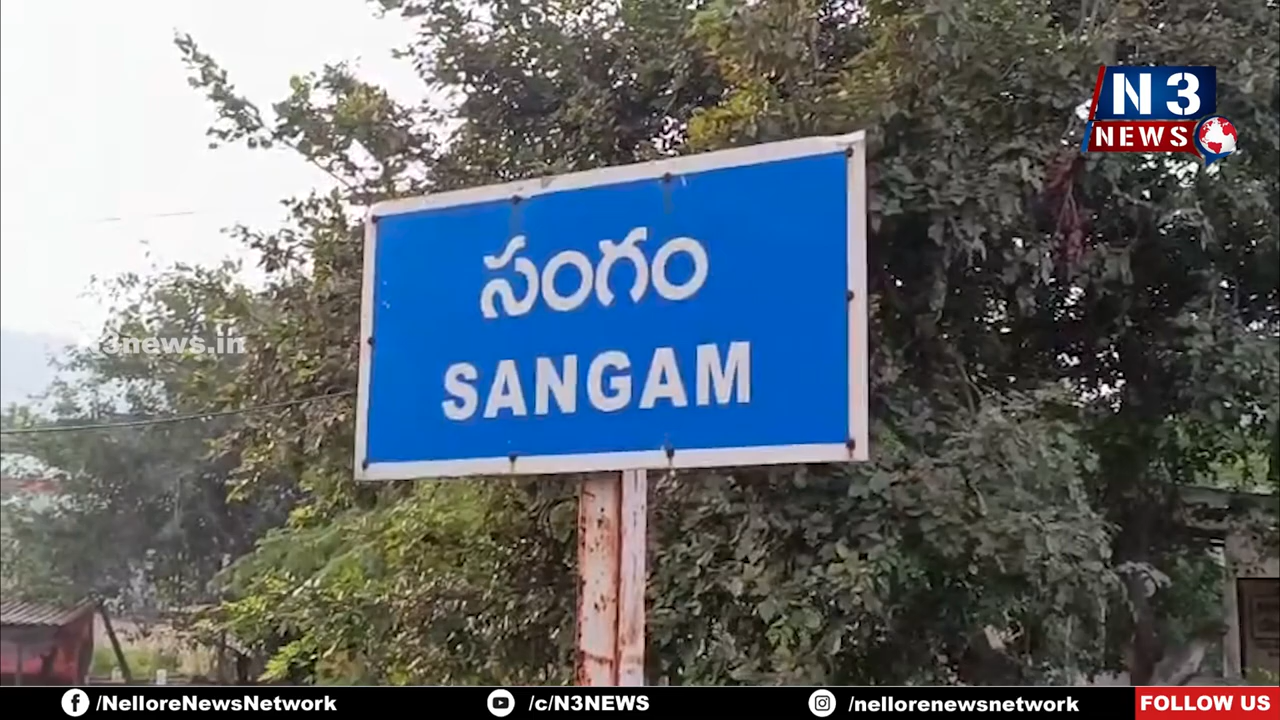 N3
NEWS
సంగం
SANGAM
N3news.in
/NelloreNewsNetwork
/c/N3NEWS
/nellorenewsnetwork
FOLLOW US